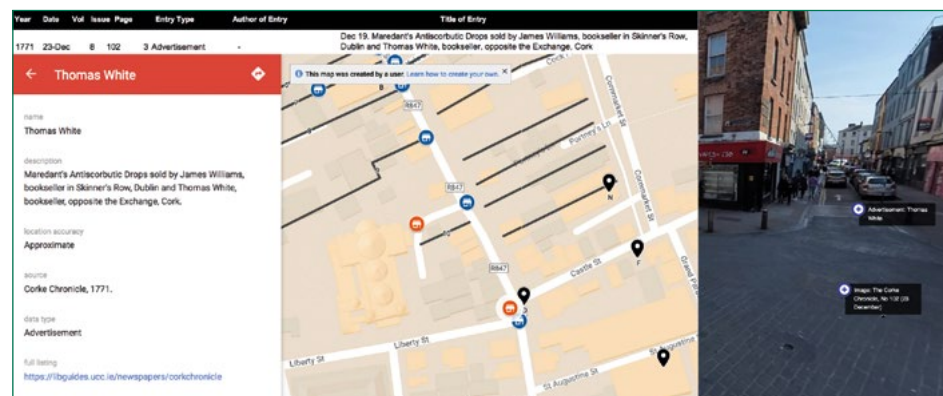 Year Date Vol Issue Page Entry Type Author of Entry Title of Entry
1771 23-Dec 8 102 3 Advertisement - Dec 19. Maredant's Antiscorbutic Drops sold by James Williams, bookseller in Skinner's Row,
Dublin and Thomas White, bookseller, opposite the Exchange, Cork
Thomas White
name
Thomas White
description
Maredant's Antiscorbutic Drops sold by James Williams,
bookseller in Skinner's Row, Dublin and Thomas White,
bookseller, opposite the Exchange, Cork.
location accuracy
Approximate
source
Corke Chronicle, 1771.
data type
Advertisement
full listing
https://libguides.ucc.ie/newspapers/corkchronicle
This map was created by a user. Learn how to create your own.
B
R847
Cornmarket St
Portney's Ln
R847
N
R847
F
Castle St
Grand Par
Liberty St
Liberty St
St Augustine St
St Augustine St
Advertisement: Thomas
White
Image: The Corke
Chronicle, No 102 (23
December)